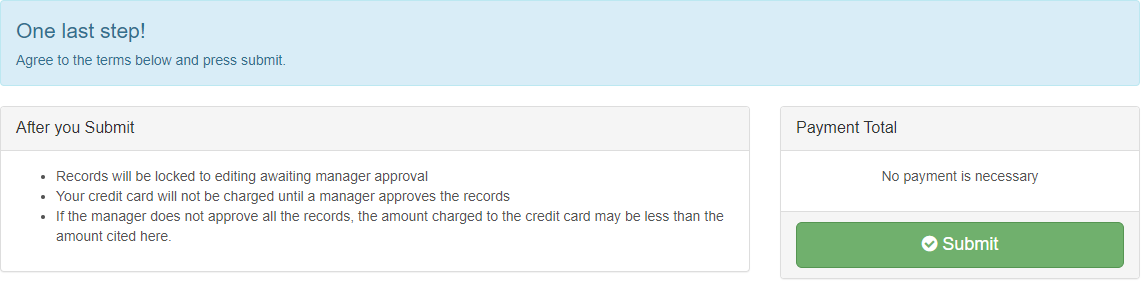 One last step!
Agree to the terms below and press submit.
After you Submit
Records will be locked to editing awaiting manager approval
Your credit card will not be charged until a manager approves the records
If the manager does not approve all the records, the amount charged to the credit card may be less than the
amount cited here.
Payment Total
No payment is necessary
Submit